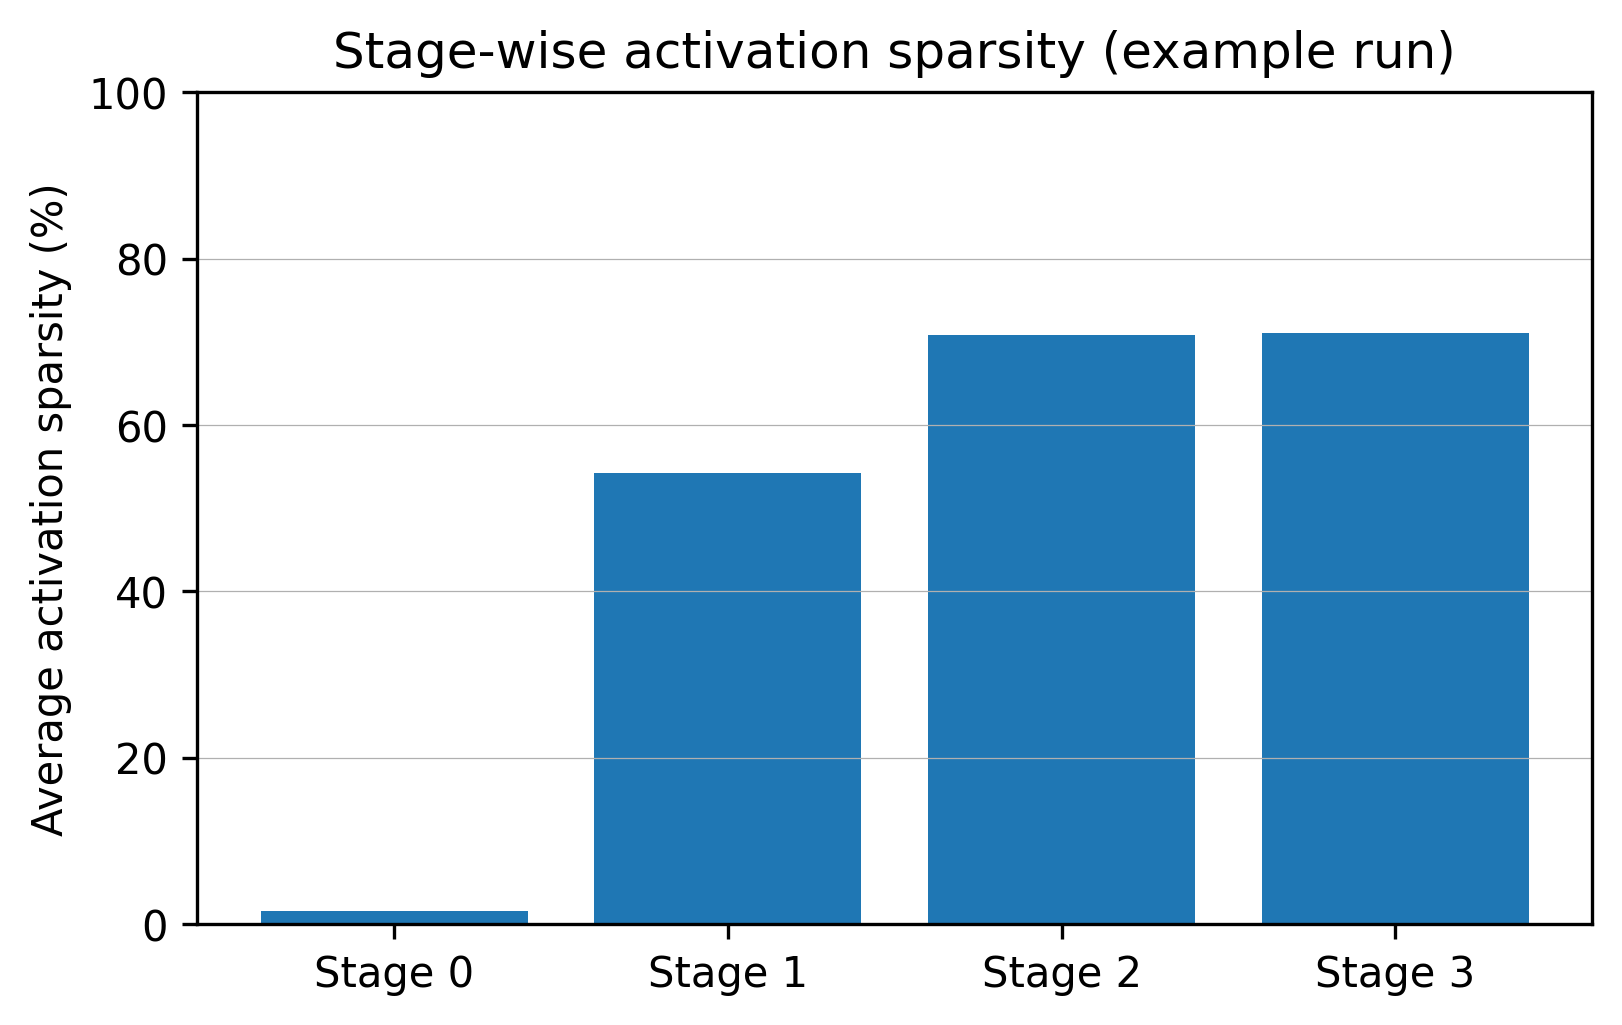 Stage-wise activation sparsity (example run)
Average activation sparsity (%)
100
80
60
40
20
0
Stage 0
Stage 1
Stage 2
Stage 3